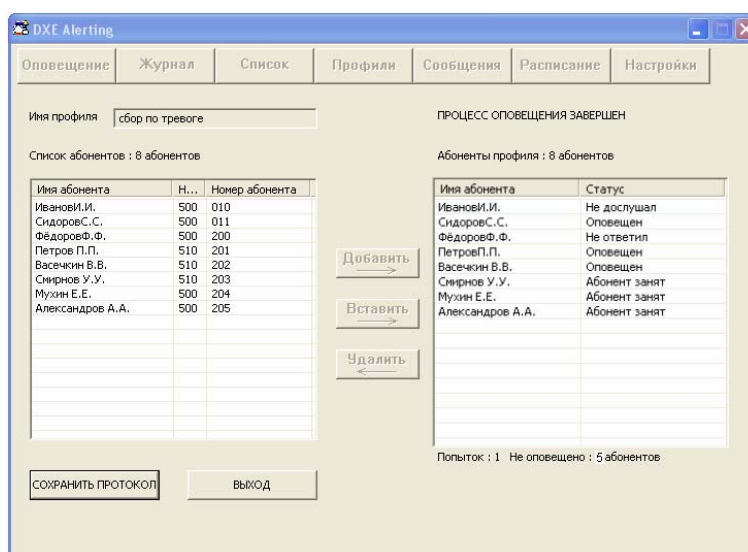 DXE Alerting
Оповещение Журнал Список Профили Сообщения Расписание Настройки
Имя профиля сбор по тревоге
ПРОЦЕСС ОПОВЕЩЕНИЯ ЗАВЕРШЕН
Список абонентов : 8 абонентов
Абоненты профиля : 8 абонентов
Имя абонента Н... Номер абонента
ИвановИ.И. 500 010
СидоровС.С. 500 011
ФёдоровФ.Ф. 500 200
Петров П.П. 510 201
Васечкин В.В. 510 202
Смирнов У.У. 510 203
Мухин Е.Е. 500 204
Александров А.А. 500 205
Добавить
Вставить
Удалить
Имя абонента Статус
ИвановИ.И. Не дослушал
СидоровС.С. Оповещен
ФёдоровФ.Ф. Не ответил
ПетровП.П. Оповещен
Васечкин В.В. Оповещен
Смирнов У.У. Абонент занят
Мухин Е.Е. Абонент занят
Александров А.А. Абонент занят
Попыток : 1 Не оповещено : 5 абонентов
СОХРАНИТЬ ПРОТОКОЛ ВЫХОД